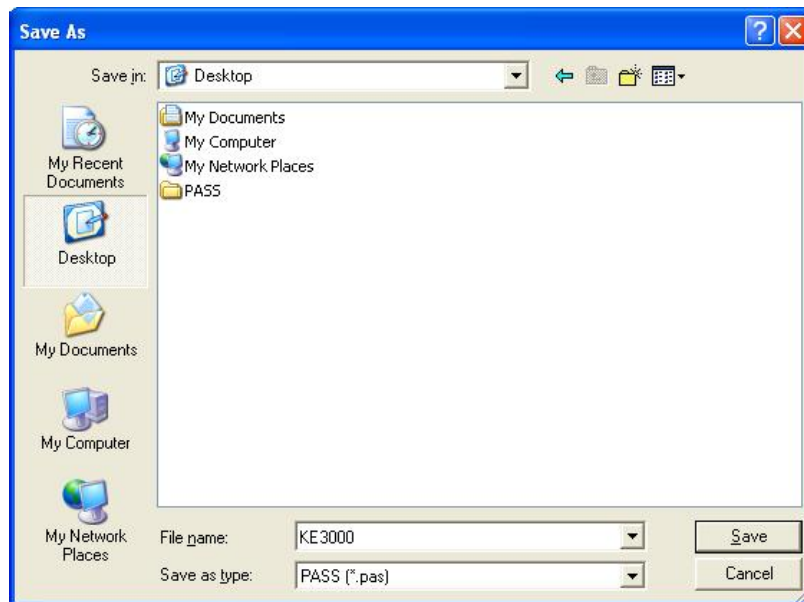 Save As
Save in: Desktop
My Documents
My Computer
My Network Places
PASS
My Recent
Documents
Desktop
My Documents
My Computer
My Network
Places
File name: KE3000 Save
Save as type: PASS (*.pas) Cancel